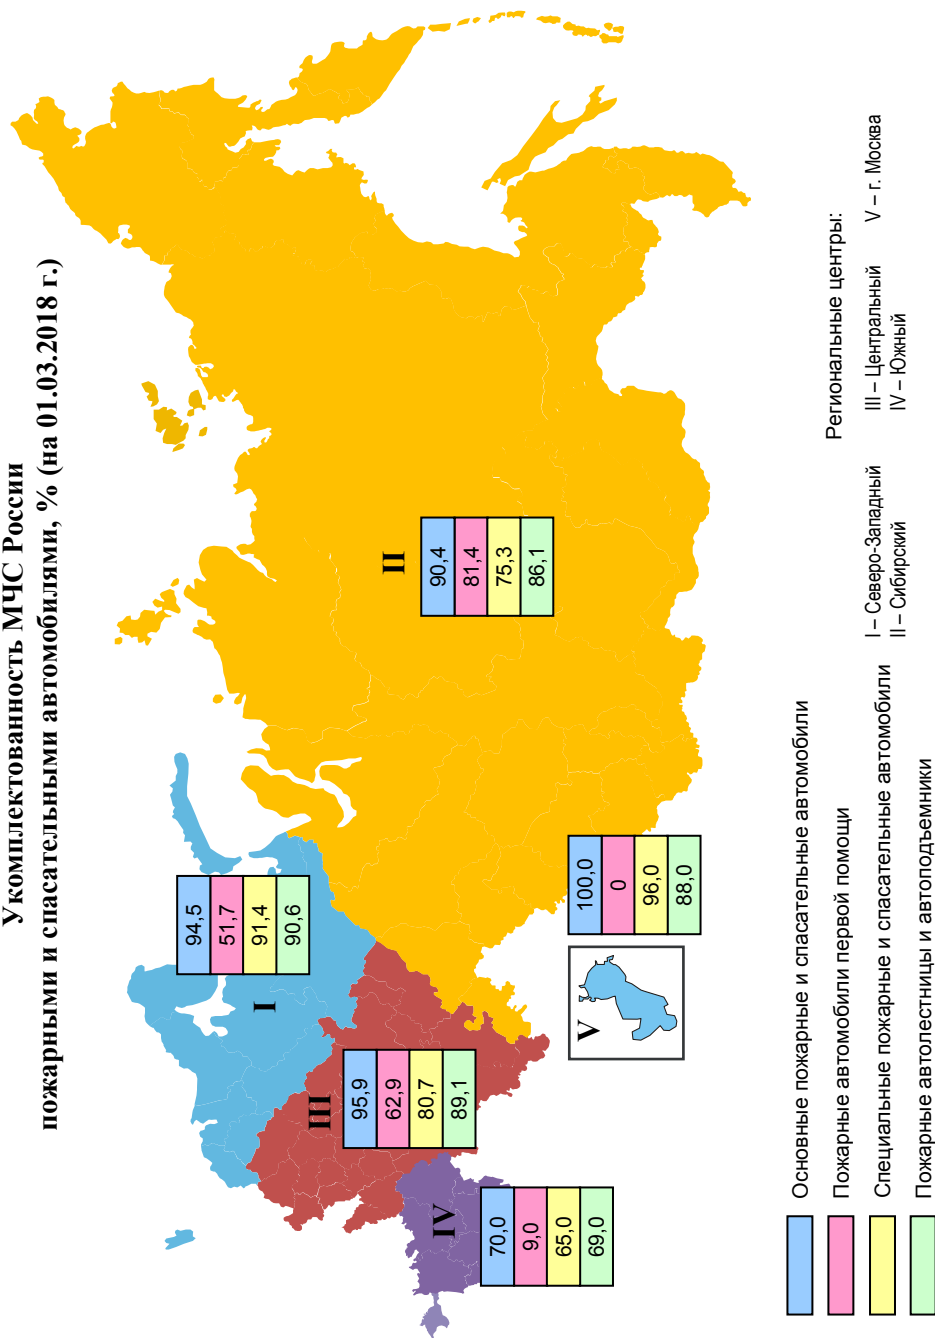 Укомплектованность МЧС России
пожарными и спасательными автомобилями, % (на 01.03.2018 г.)
I
94,5
51,7
91,4
90,6
II
90,4
81,4
75,3
86,1
III
95,9
62,9
80,7
89,1
IV
70,0
9,0
65,0
69,0
V
100,0
0
96,0
88,0
Основные пожарные и спасательные автомобили
Пожарные автомобили первой помощи
Специальные пожарные и спасательные автомобили
Пожарные автолестницы и автоподъемники
Региональные центры:
I – Северо-Западный
II – Сибирский
III – Центральный
IV – Южный
V – г. Москва